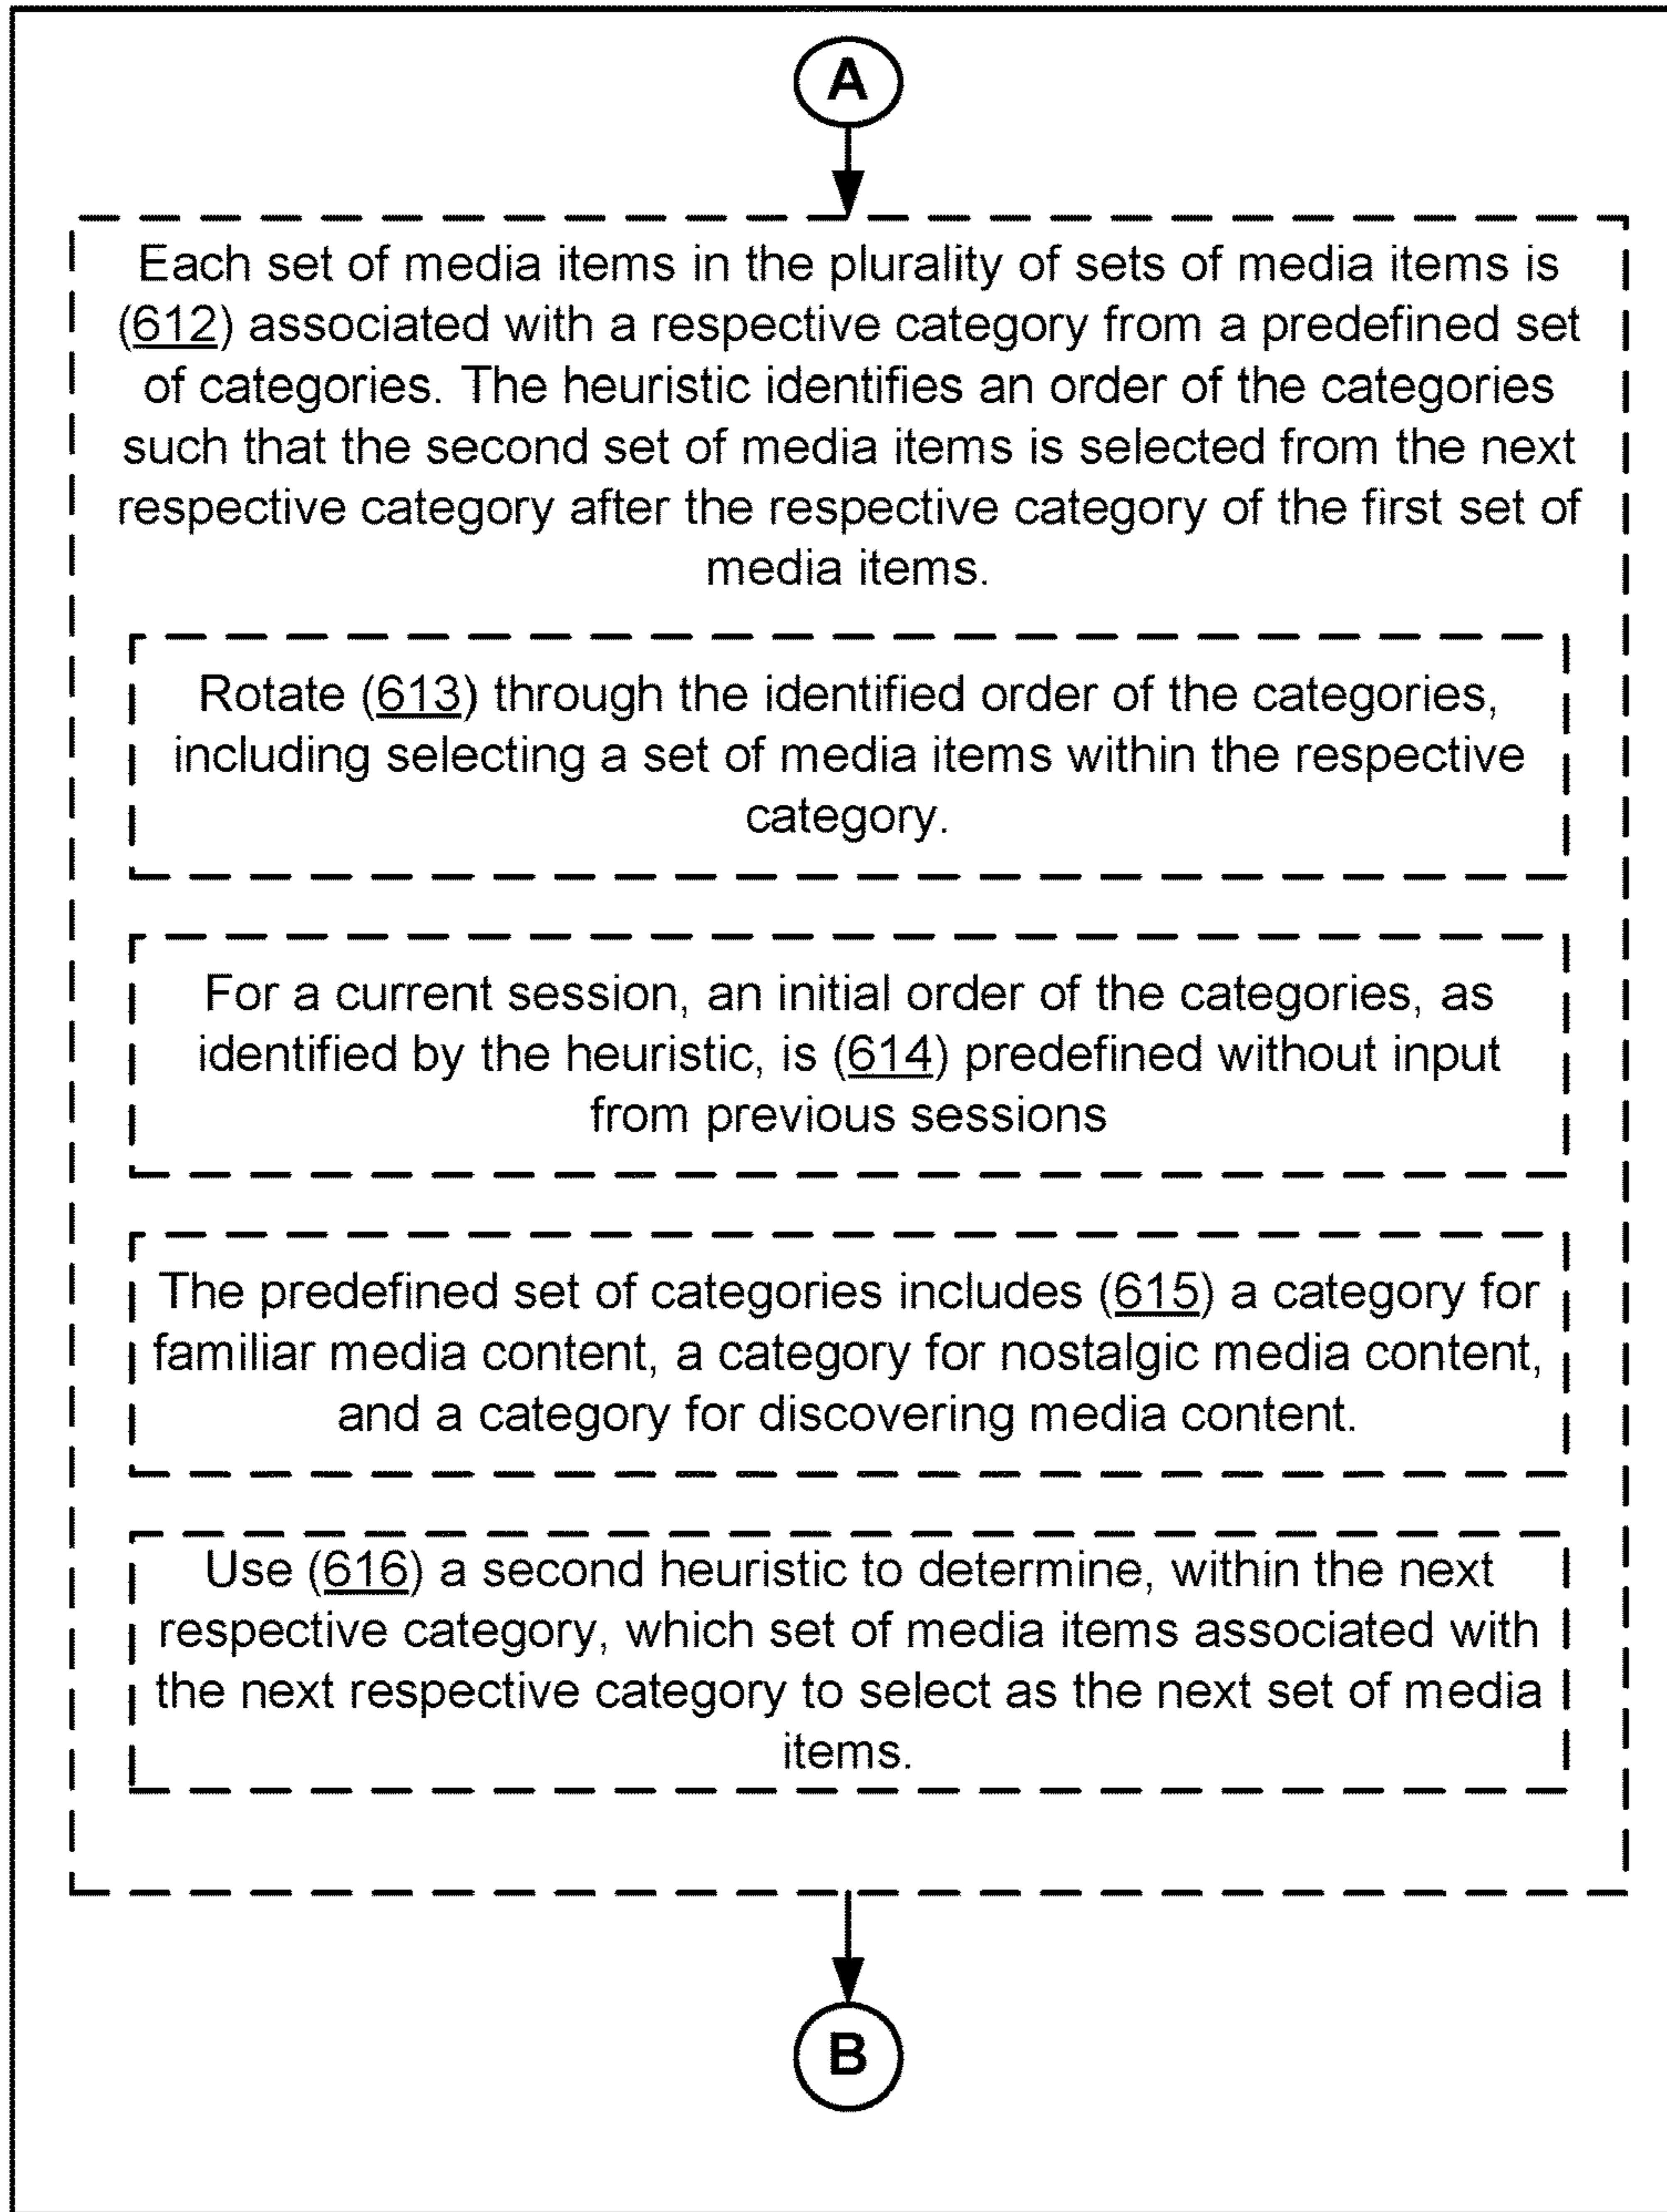 A
Each set of media items in the plurality of sets of media items is
(612) associated with a respective category from a predefined set
of categories. The heuristic identifies an order of the categories
such that the second set of media items is selected from the next
respective category after the respective category of the first set of
media items.
Rotate (613) through the identified order of the categories,
including selecting a set of media items within the respective
category.
For a current session, an initial order of the categories, as
identified by the heuristic, is (614) predefined without input
from previous sessions
The predefined set of categories includes (615) a category for
familiar media content, a category for nostalgic media content,
and a category for discovering media content.
Use (616) a second heuristic to determine, within the next
respective category, which set of media items associated with
the next respective category to select as the next set of media
items.
B